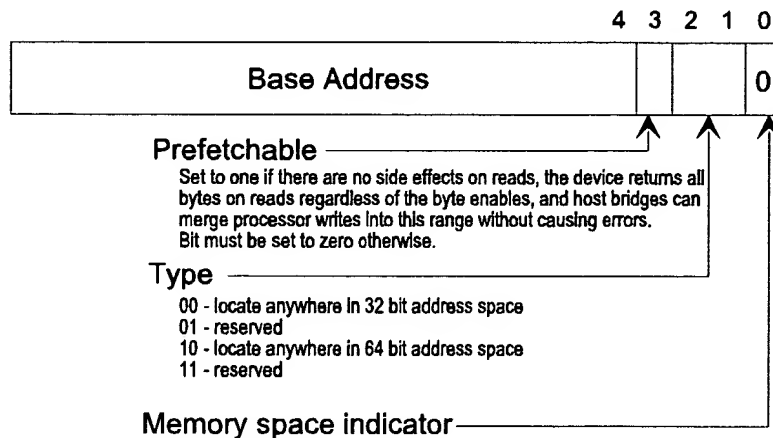 4 3 2 1 0
Base Address 0
Prefetchable
Set to one if there are no side effects on reads, the device returns all
bytes on reads regardless of the byte enables, and host bridges can
merge processor writes into this range without causing errors.
Bit must be set to zero otherwise.
Type
00 - locate anywhere in 32 bit address space
01 - reserved
10 - locate anywhere in 64 bit address space
11 - reserved
Memory space indicator